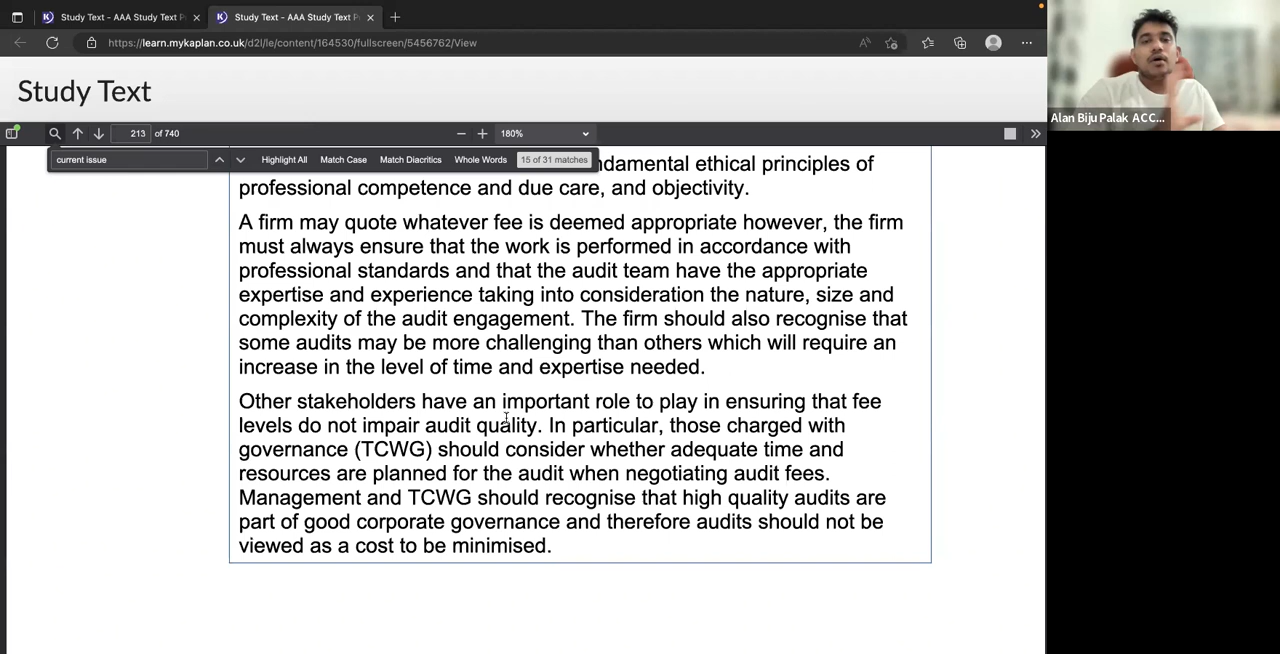 Study Text - AAA Study Text P
Study Text - AAA Study Text P
https://learn.mykaplan.co.uk/d2l/le/content/164530/fullscreen/5456762/View
Study Text
213 of 740
180%
current issue
Highlight All
Match Case
Match Diacritics
Whole Words
15 of 31 matches
ndamental ethical principles of
professional competence and due care, and objectivity.
A firm may quote whatever fee is deemed appropriate however, the firm
must always ensure that the work is performed in accordance with
professional standards and that the audit team have the appropriate
expertise and experience taking into consideration the nature, size and
complexity of the audit engagement. The firm should also recognise that
some audits may be more challenging than others which will require an
increase in the level of time and expertise needed.
Other stakeholders have an important role to play in ensuring that fee
levels do not impair audit quality. In particular, those charged with
governance (TCWG) should consider whether adequate time and
resources are planned for the audit when negotiating audit fees.
Management and TCWG should recognise that high quality audits are
part of good corporate governance and therefore audits should not be
viewed as a cost to be minimised.
Alan Biju Palak ACC...